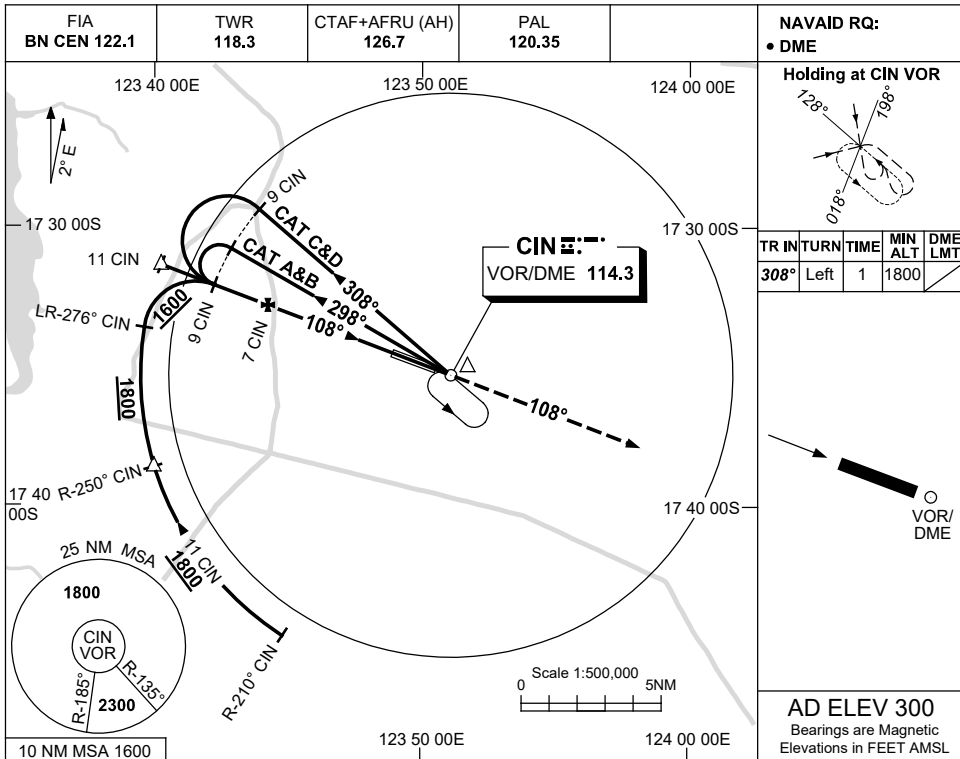 FIA
BN CEN 122.1
TWR
118.3
CTAF+AFRU (AH)
126.7
PAL
120.35
NAVAID RQ:
• DME
123 40 00E
123 50 00E
124 00 00E
2° E
17 30 00S
17 30 00S
9 CIN
CAT C&D
308°
CAT A&B
298°
11 CIN
1600
9 CIN
7 CIN
108°
108°
CIN
VOR/DME 114.3
LR-276° CIN
1800
R-250° CIN
17 40
00S
17 40 00S
11 CIN
1800
R-210° CIN
25 NM MSA
1800
CIN
VOR
R-185°
R-135°
2300
10 NM MSA 1600
Scale 1:500,000
0
5NM
123 50 00E
124 00 00E
Holding at CIN VOR
128°
198°
018°
TR IN TURN TIME MIN ALT DME LMT
308° Left 1 1800
VOR/
DME
AD ELEV 300
Bearings are Magnetic
Elevations in FEET AMSL